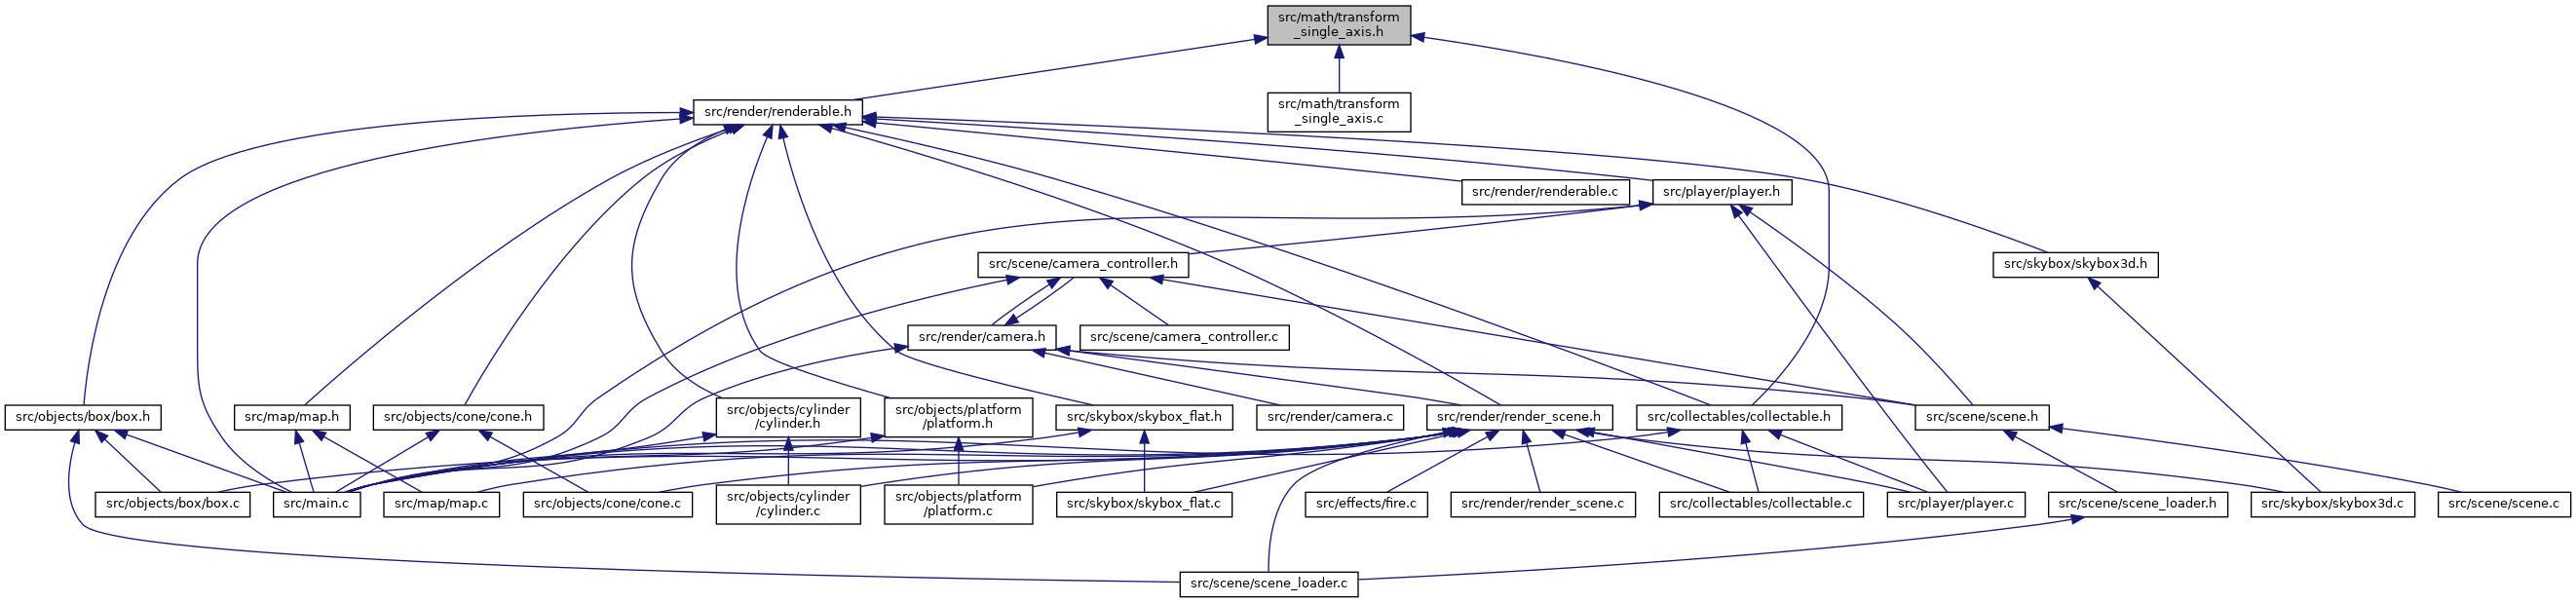 src/math/transform
_single_axis.h
src/render/renderable.h
src/math/transform
_single_axis.c
src/render/renderable.c
src/player/player.h
src/scene/camera_controller.h
src/skybox/skybox3d.h
src/render/camera.h
src/scene/camera_controller.c
src/objects/box/box.h
src/map/map.h
src/objects/cone/cone.h
src/objects/cylinder
/cylinder.h
src/objects/platform
/platform.h
src/skybox/skybox_flat.h
src/render/camera.c
src/render/render_scene.h
src/collectables/collectable.h
src/scene/scene.h
src/objects/box/box.c
src/main.c
src/map/map.c
src/objects/cone/cone.c
src/objects/cylinder
/cylinder.c
src/objects/platform
/platform.c
src/skybox/skybox_flat.c
src/effects/fire.c
src/render/render_scene.c
src/collectables/collectable.c
src/player/player.c
src/scene/scene_loader.h
src/skybox/skybox3d.c
src/scene/scene.c
src/scene/scene_loader.c